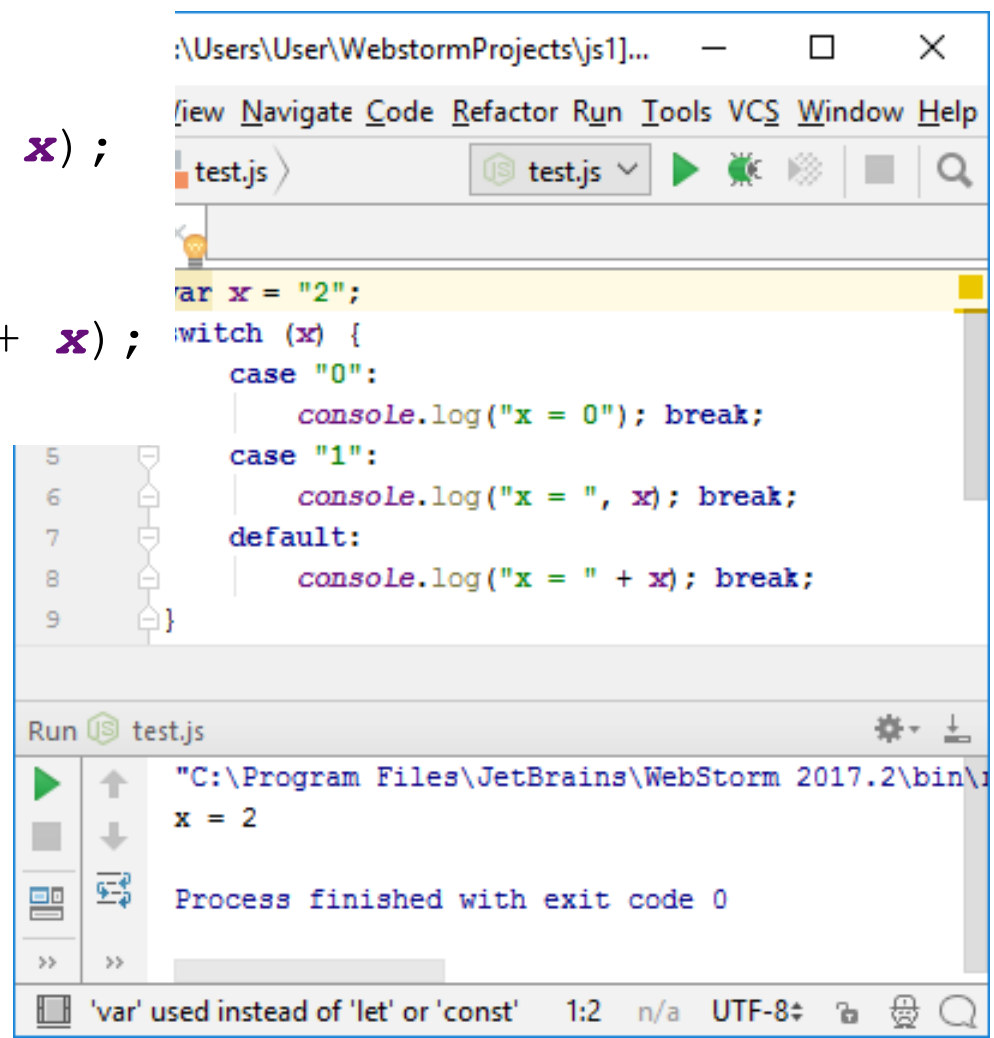 :\Users\User\WebstormProjects\js1]...
View Navigate Code Refactor Run Tools VCS Window Help
x);
test.js test.js
var x = "2";
+ x);
switch (x) {
case "0":
console.log("x = 0"); break;
5 case "1":
6 console.log("x = ", x); break;
7 default:
8 console.log("x = " + x); break;
9 }
Run test.js
"C:\Program Files\JetBrains\WebStorm 2017.2\bin\
x = 2
Process finished with exit code 0
'var' used instead of 'let' or 'const' 1:2 n/a UTF-8